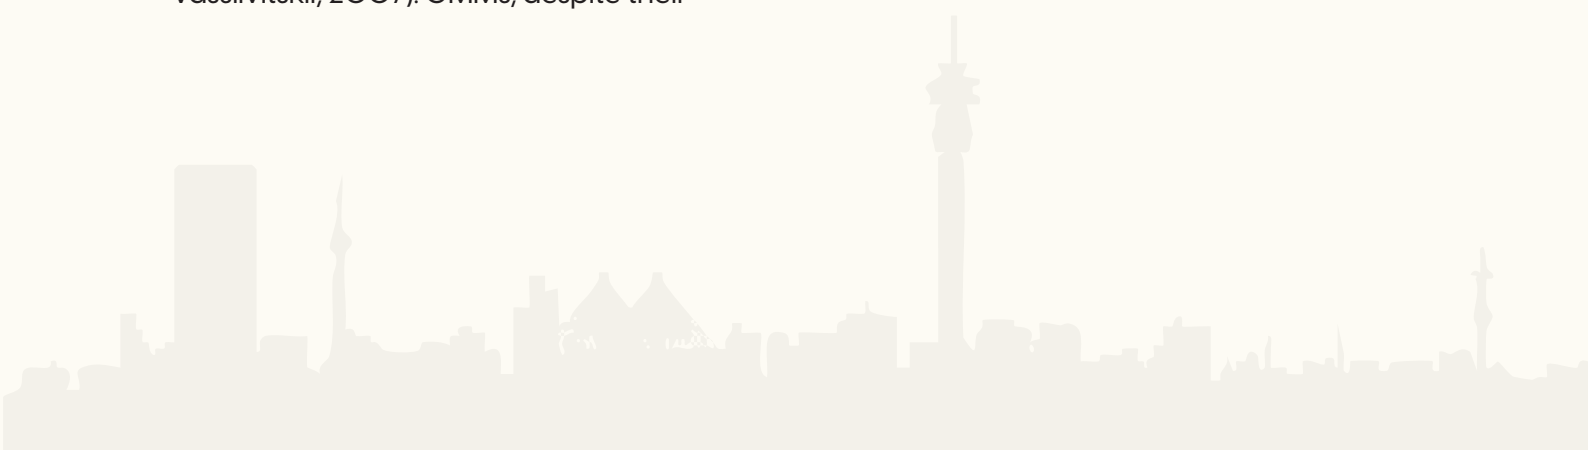 Vassilvitskii, 2007). GMMs, despite their